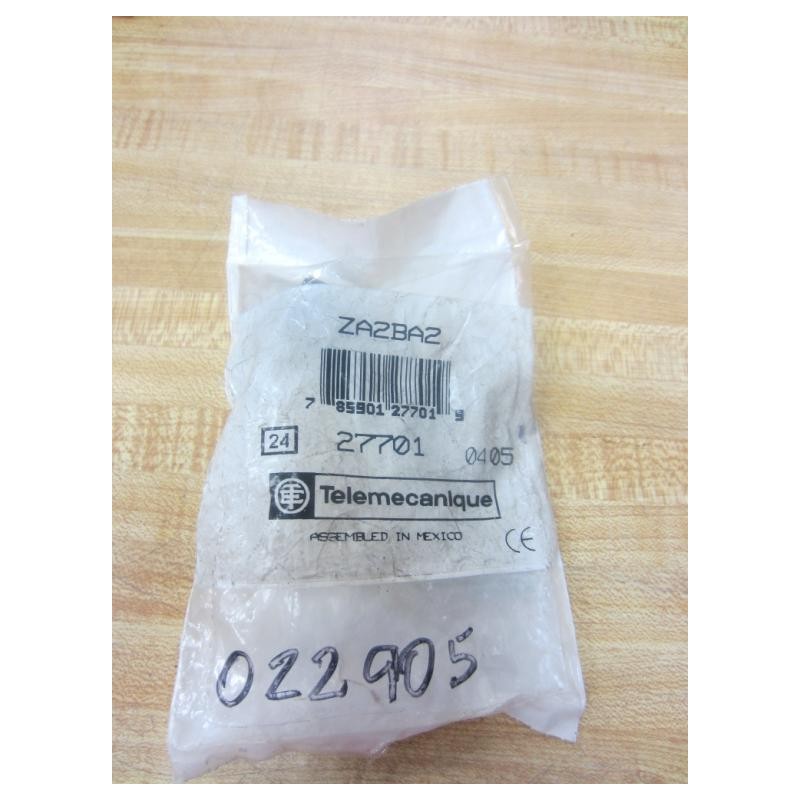 ZA2BA2
7 85901 27701 9
24 27701 0405
Telemecanique
ASSEMBLED IN MEXICO CE
022905